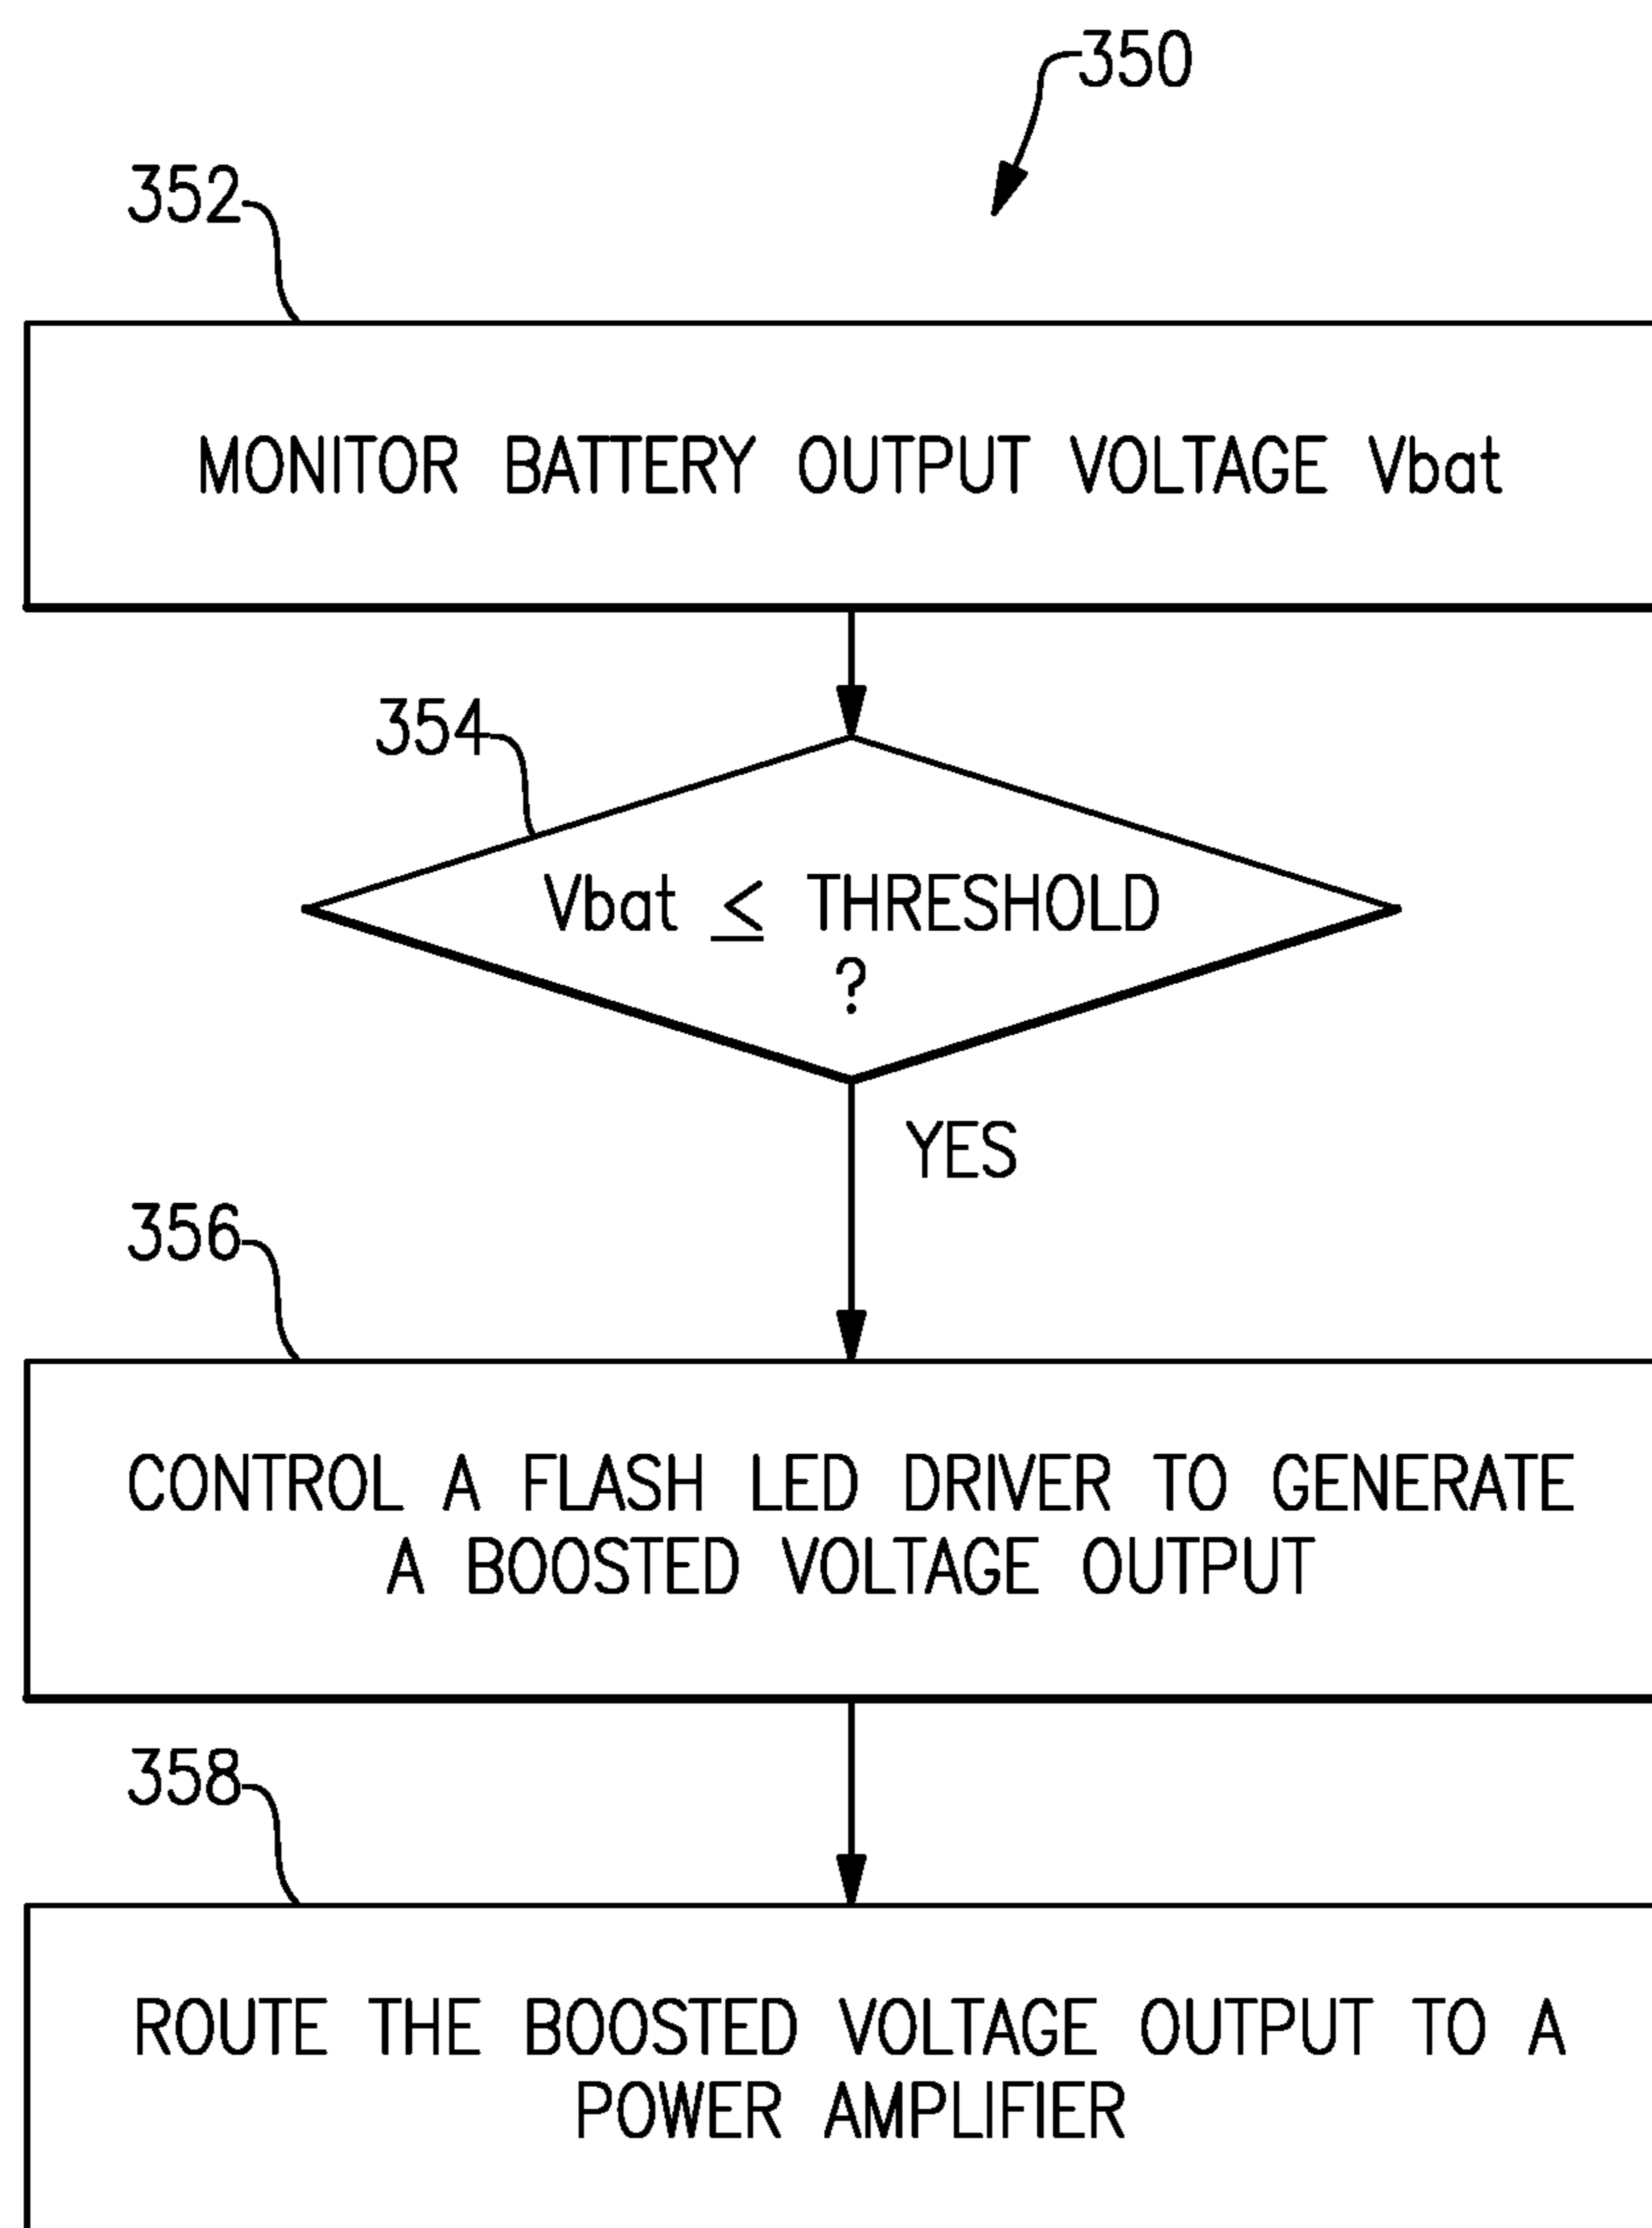 350
352
MONITOR BATTERY OUTPUT VOLTAGE Vbat
354
Vbat ≤ THRESHOLD
?
YES
356
CONTROL A FLASH LED DRIVER TO GENERATE
A BOOSTED VOLTAGE OUTPUT
358
ROUTE THE BOOSTED VOLTAGE OUTPUT TO A
POWER AMPLIFIER